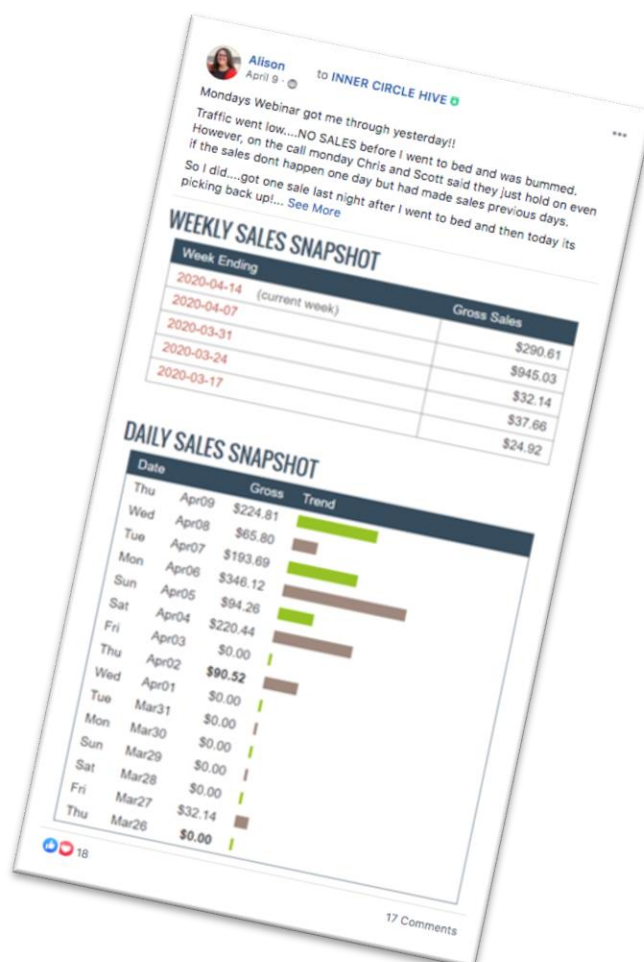 Alison to INNER CIRCLE HIVE
April 9 ·
Mondays Webinar got me through yesterday!!
Traffic went low....NO SALES before I went to bed and was bummed.
However, on the call monday Chris and Scott said they just hold on even
if the sales dont happen one day but had made sales previous days.
So I did....got one sale last night after I went to bed and then today its
picking back up!... See More
WEEKLY SALES SNAPSHOT
Week Ending Gross Sales
2020-04-14 (current week) $290.61
2020-04-07 $945.03
2020-03-31 $32.14
2020-03-24 $37.66
2020-03-17 $24.92
DAILY SALES SNAPSHOT
Date Gross Trend
Thu Apr09 $224.81
Wed Apr08 $65.80
Tue Apr07 $193.69
Mon Apr06 $346.12
Sun Apr05 $94.26
Sat Apr04 $220.44
Fri Apr03 $0.00
Thu Apr02 $90.52
Wed Apr01 $0.00
Tue Mar31 $0.00
Mon Mar30 $0.00
Sun Mar29 $0.00
Sat Mar28 $0.00
Fri Mar27 $32.14
Thu Mar26 $0.00
18
17 Comments